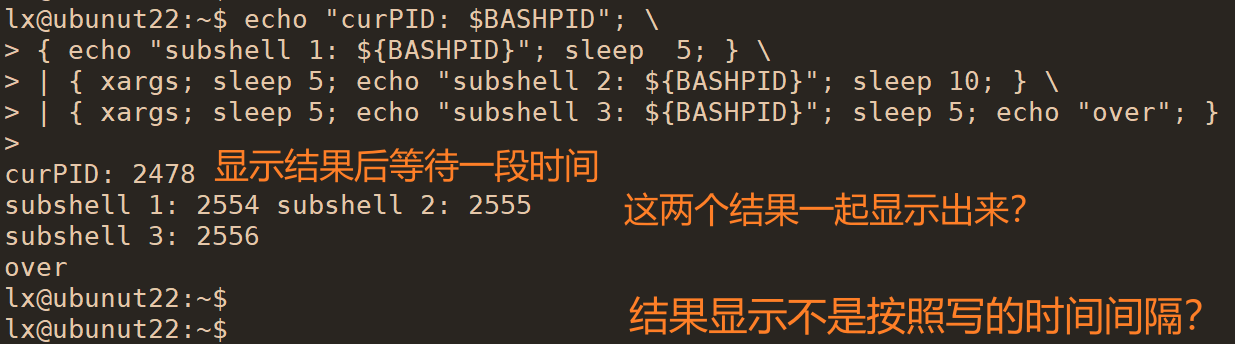 lx@ubunut22:~$ echo "curPID: $BASHPID"; \
> { echo "subshell 1: ${BASHPID}"; sleep  5; } \
> | { xargs; sleep 5; echo "subshell 2: ${BASHPID}"; sleep 10; } \
> | { xargs; sleep 5; echo "subshell 3: ${BASHPID}"; sleep 5; echo "over"; }
>
curPID: 2478 显示结果后等待一段时间
subshell 1: 2554 subshell 2: 2555 这两个结果一起显示出来?
subshell 3: 2556
over
lx@ubunut22:~$
lx@ubunut22:~$ 结果显示不是按照写的时间间隔?